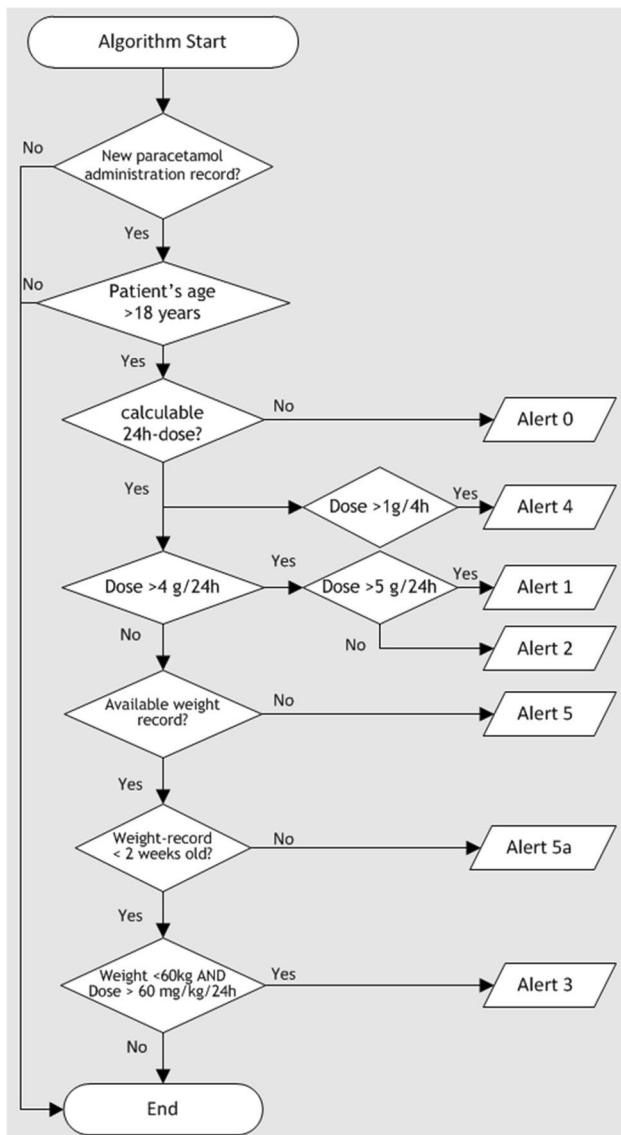 Algorithm Start
No
New paracetamol
administration record?
Yes
No
Patient's age
>18 years
Yes
calculable
24h-dose?
No
Alert 0
Yes
Dose >1g/4h
Yes
Alert 4
Dose >4 g/24h
Yes
Dose >5 g/24h
Yes
Alert 1
No
No
Alert 2
Available weight
record?
No
Alert 5
Yes
Weight-record
< 2 weeks old?
No
Alert 5a
Yes
Weight <60kg AND
Dose > 60 mg/kg/24h
Yes
Alert 3
No
End